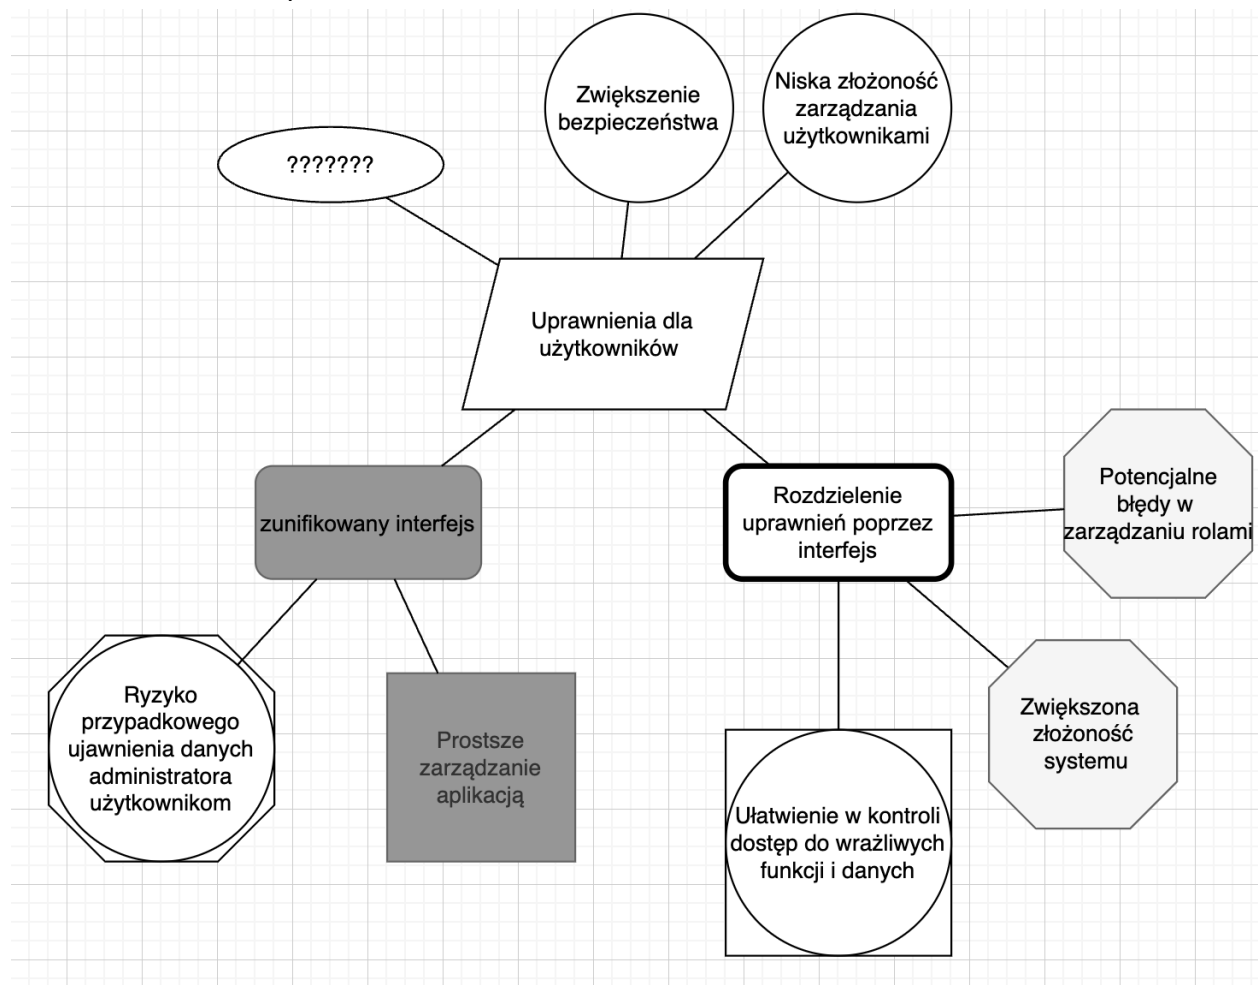 ???????
Zwiększenie
bezpieczeństwa
Niska złożoność
zarządzania
użytkownikami
Uprawnienia dla
użytkowników
zunifikowany interfejs
Rozdzielenie
uprawnień poprzez
interfejs
Potencjalne
błędy w
zarządzaniu rolami
Ryzyko
przypadkowego
ujawnienia danych
administratora
użytkownikom
Prostsze
zarządzanie
aplikacją
Zwiększona
złożoność
systemu
Ułatwienie w kontroli
dostęp do wrażliwych
funkcji i danych